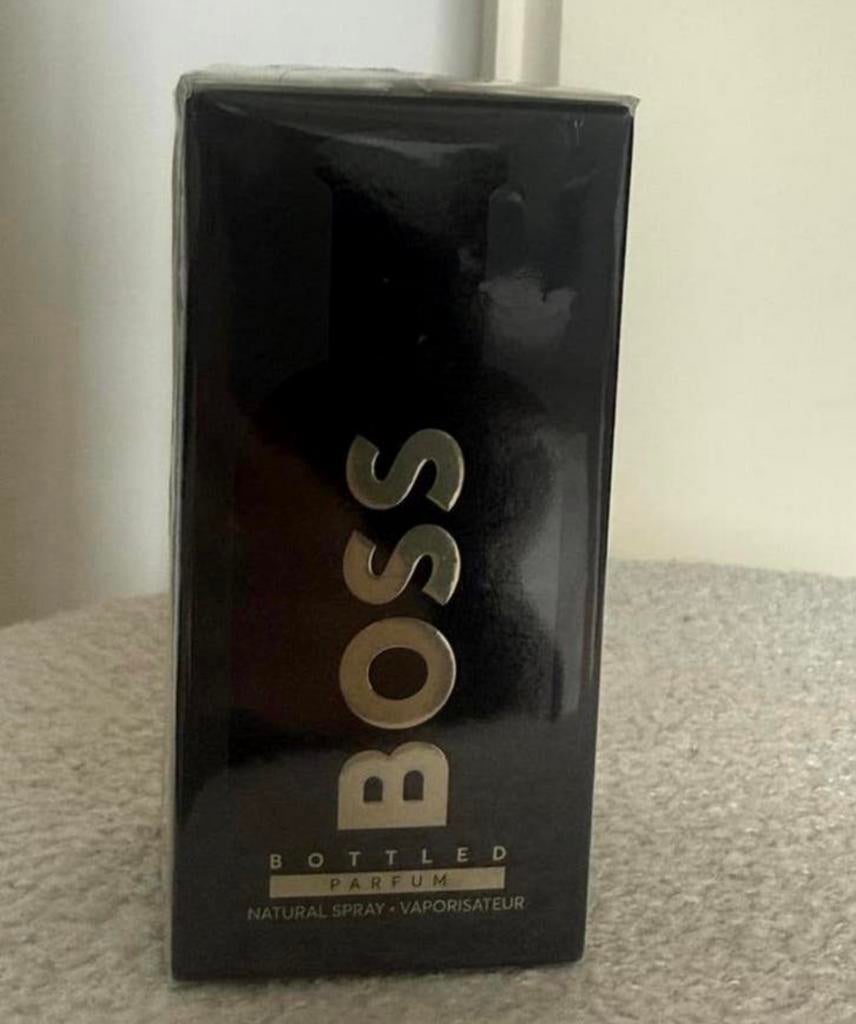 BOSS
BOTTLED
PARFUM
NATURAL SPRAY • VAPORISATEUR